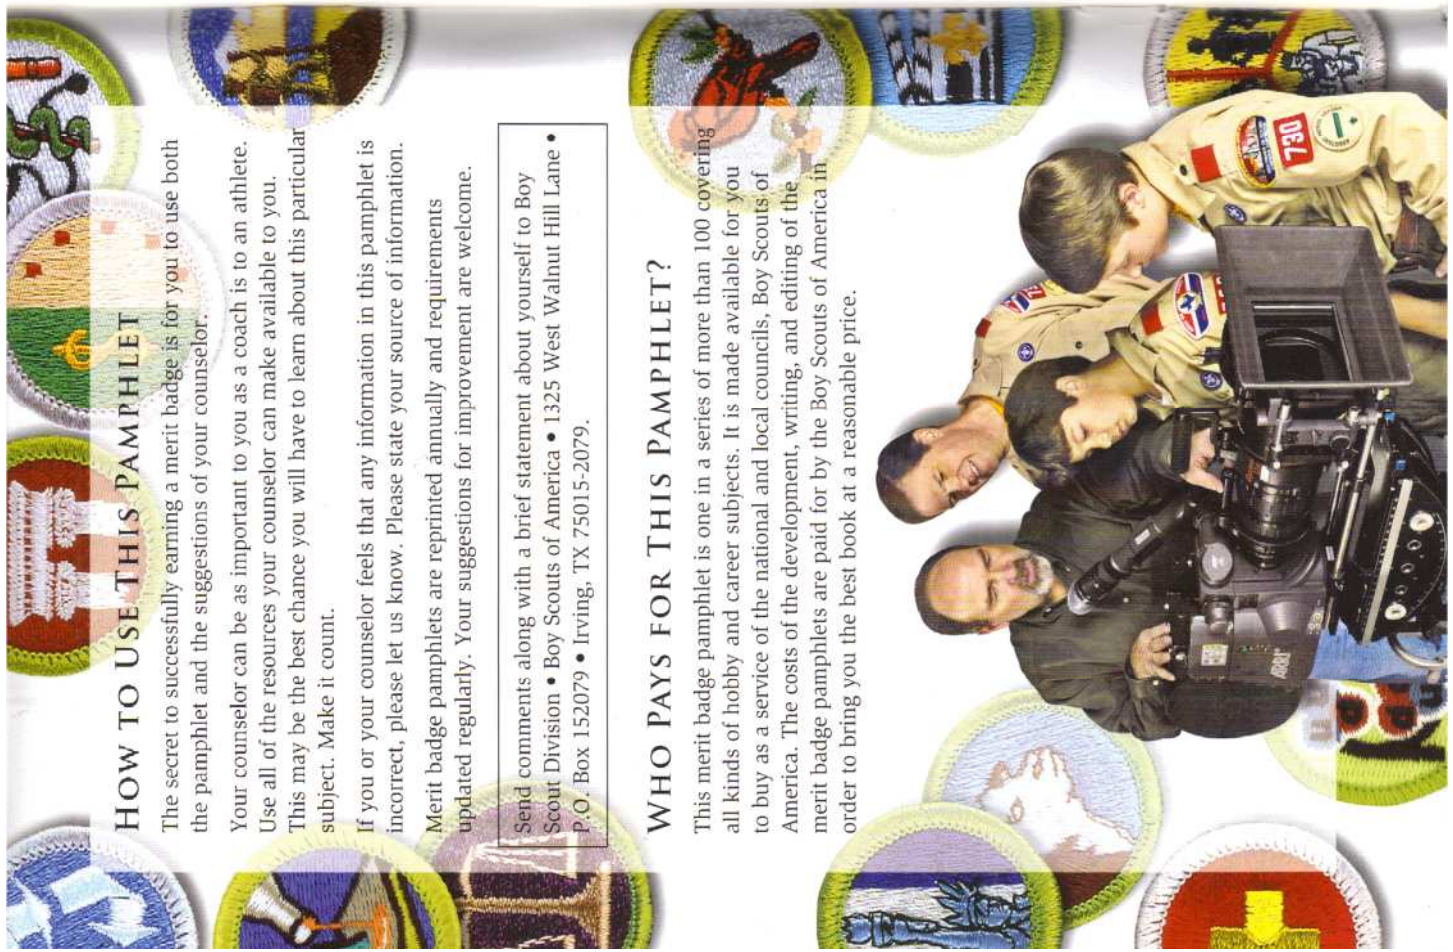 HOW TO USE THIS PAMPHLET
The secret to successfully earning a merit badge is for you to use both
the pamphlet and the suggestions of your counselor.
Your counselor can be as important to you as a coach is to an athlete.
Use all of the resources your counselor can make available to you.
This may be the best chance you will have to learn about this particular
subject. Make it count.
If you or your counselor feels that any information in this pamphlet is
incorrect, please let us know. Please state your source of information.
Merit badge pamphlets are reprinted annually and requirements
updated regularly. Your suggestions for improvement are welcome.
Send comments along with a brief statement about yourself to Boy
Scout Division • Boy Scouts of America • 1325 West Walnut Hill Lane •
P.O. Box 152079 • Irving, TX 75015-2079.
WHO PAYS FOR THIS PAMPHLET?
This merit badge pamphlet is one in a series of more than 100 covering
all kinds of hobby and career subjects. It is made available for you
to buy as a service of the national and local councils, Boy Scouts of
America. The costs of the development, writing, and editing of the
merit badge pamphlets are paid for by the Boy Scouts of America in
order to bring you the best book at a reasonable price.
730
ARRI